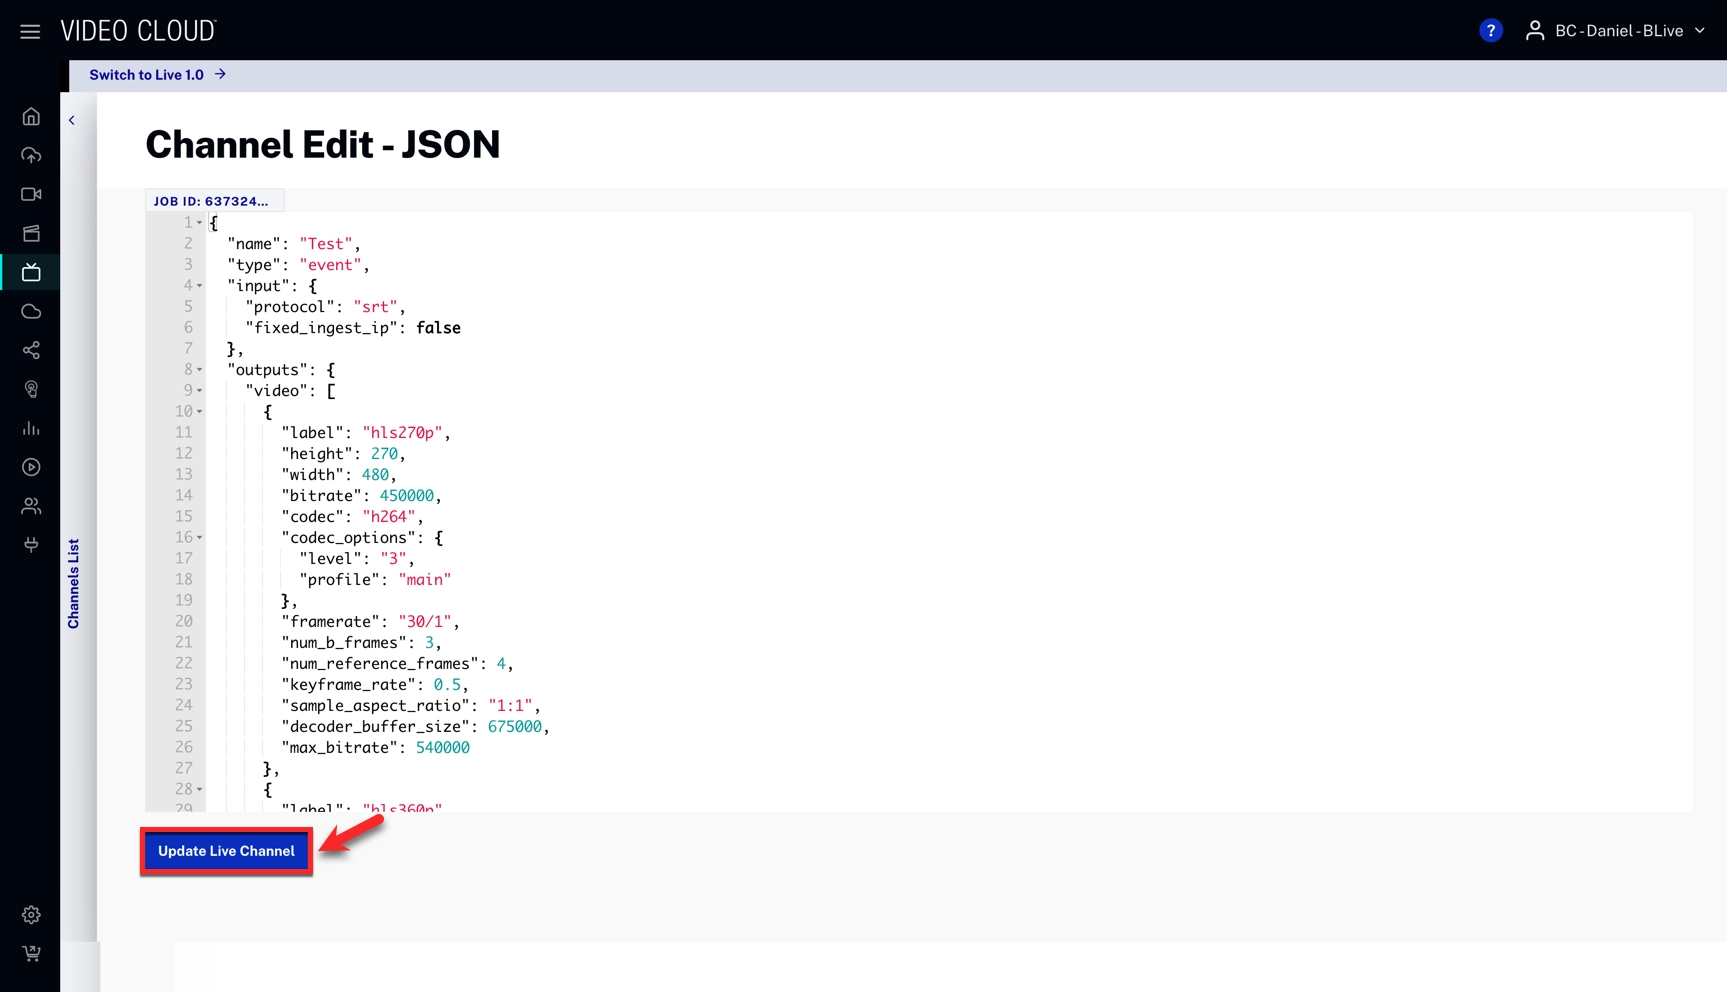 VIDEO CLOUD
? BC-Daniel-BLive
Switch to Live 1.0 →
Channel Edit - JSON
JOB ID: 637324...
Channels List
1 {
2 "name": "Test",
3 "type": "event",
4 "input": {
5 "protocol": "srt",
6 "fixed_ingest_ip": false
7 },
8 "outputs": {
9 "video": [
10 {
11 "label": "hls270p",
12 "height": 270,
13 "width": 480,
14 "bitrate": 450000,
15 "codec": "h264",
16 "codec_options": {
17 "level": "3",
18 "profile": "main"
19 },
20 "framerate": "30/1",
21 "num_b_frames": 3,
22 "num_reference_frames": 4,
23 "keyframe_rate": 0.5,
24 "sample_aspect_ratio": "1:1",
25 "decoder_buffer_size": 675000,
26 "max_bitrate": 540000
27 },
28 {
29 "label": "hls360p"
Update Live Channel